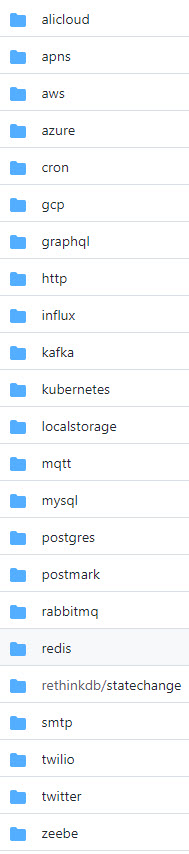 alicloud
apns
aws
azure
cron
gcp
graphql
http
influx
kafka
kubernetes
localstorage
mqtt
mysql
postgres
postmark
rabbitmq
redis
rethinkdb/statechange
smtp
twilio
twitter
zeebe